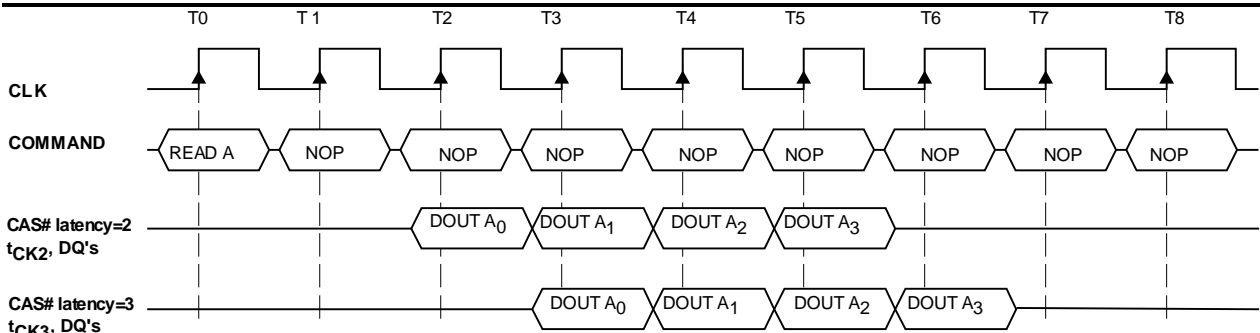 T0 T 1 T2 T3 T4 T5 T6 T7 T8
CLK
COMMAND READ A NOP NOP NOP NOP NOP NOP NOP NOP
CAS# latency=2 DOUT A0 DOUT A1 DOUT A2 DOUT A3
tCK2, DQ's
CAS# latency=3 DOUT A0 DOUT A1 DOUT A2 DOUT A3
tCK3, DQ's